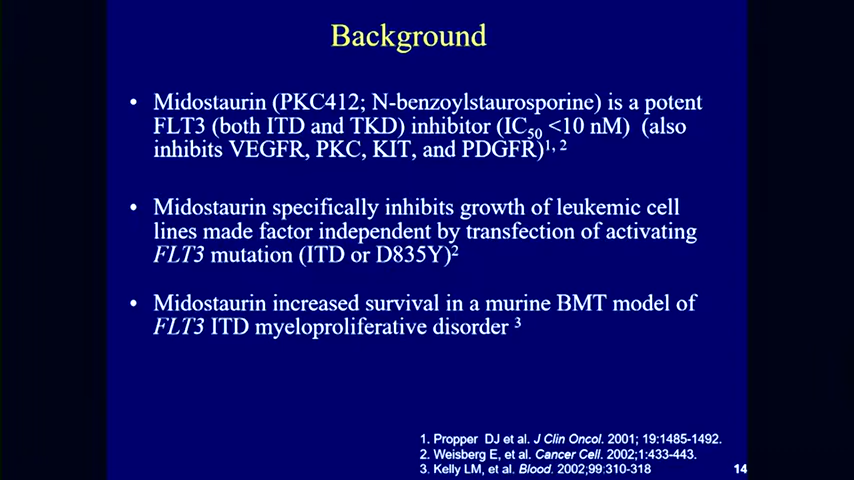 Background
• Midostaurin (PKC412; N-benzoylstaurosporine) is a potent
FLT3 (both ITD and TKD) inhibitor (IC50 <10 nM) (also
inhibits VEGFR, PKC, KIT, and PDGFR)1, 2
• Midostaurin specifically inhibits growth of leukemic cell
lines made factor independent by transfection of activating
FLT3 mutation (ITD or D835Y)2
• Midostaurin increased survival in a murine BMT model of
FLT3 ITD myeloproliferative disorder 3
1. Propper DJ et al. J Clin Oncol. 2001; 19:1485-1492.
2. Weisberg E, et al. Cancer Cell. 2002;1:433-443.
3. Kelly LM, et al. Blood. 2002;99:310-318
14